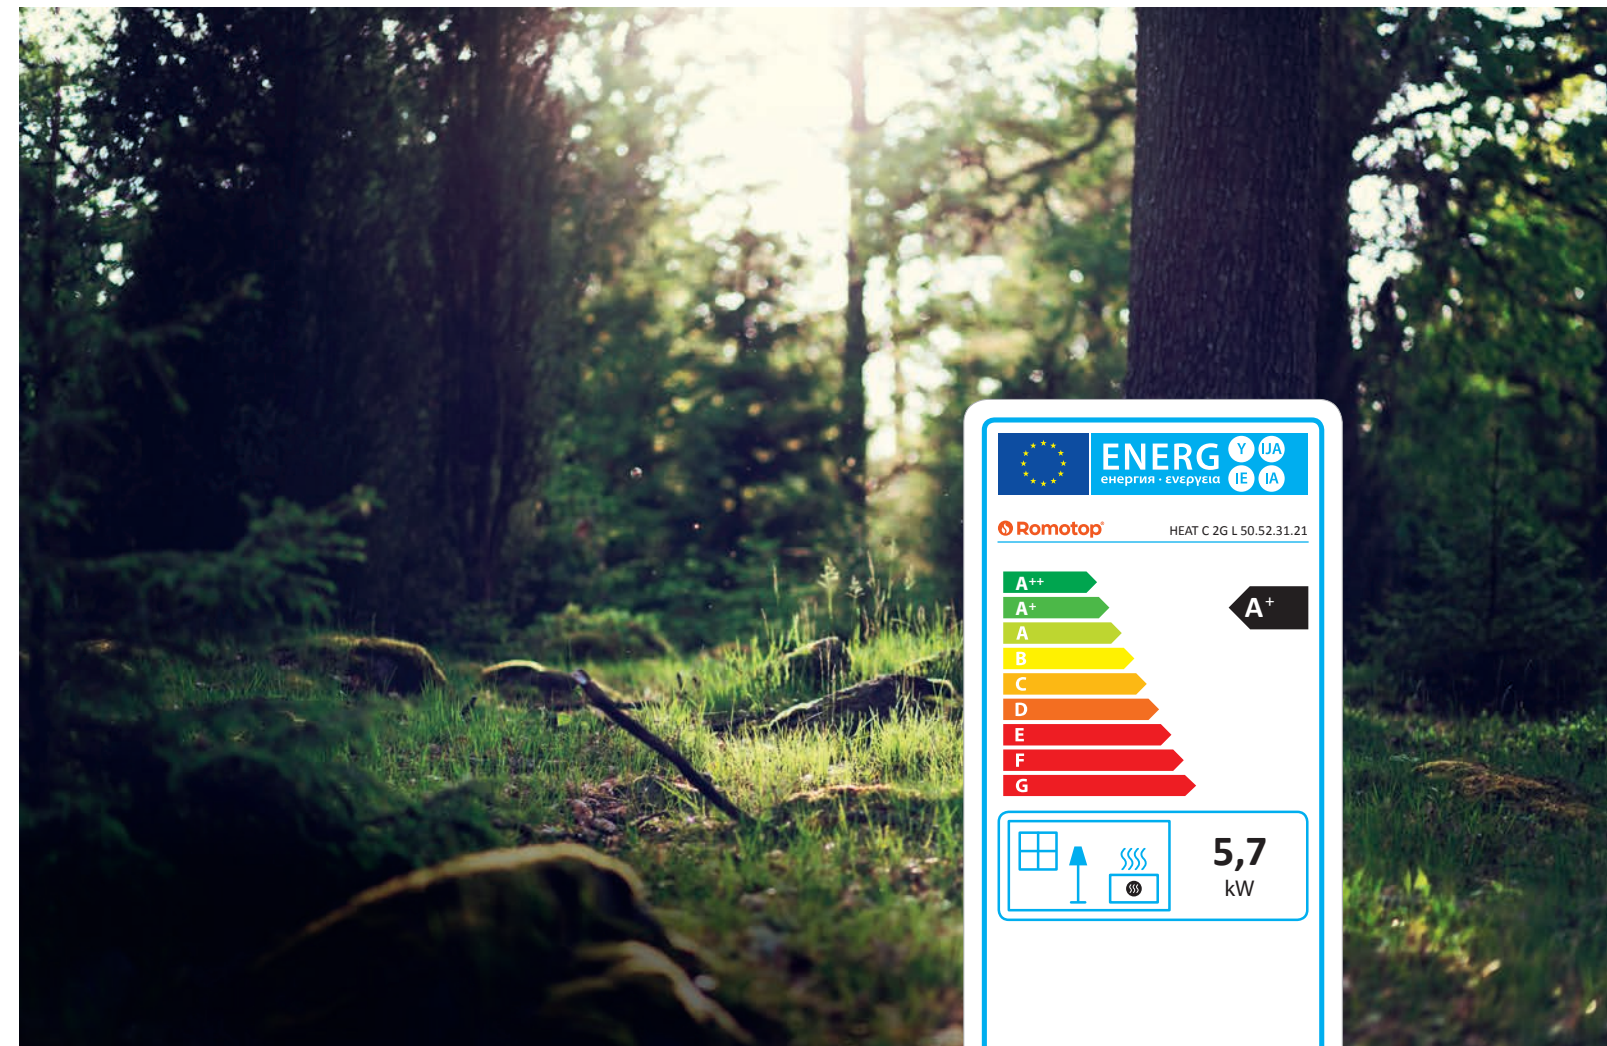 ENERG Y IJA
енергия · ενεργεια IE IA
Romotop® HEAT C 2G L 50.52.31.21
A++
A+
A+
A
B
C
D
E
F
G
5,7
kW